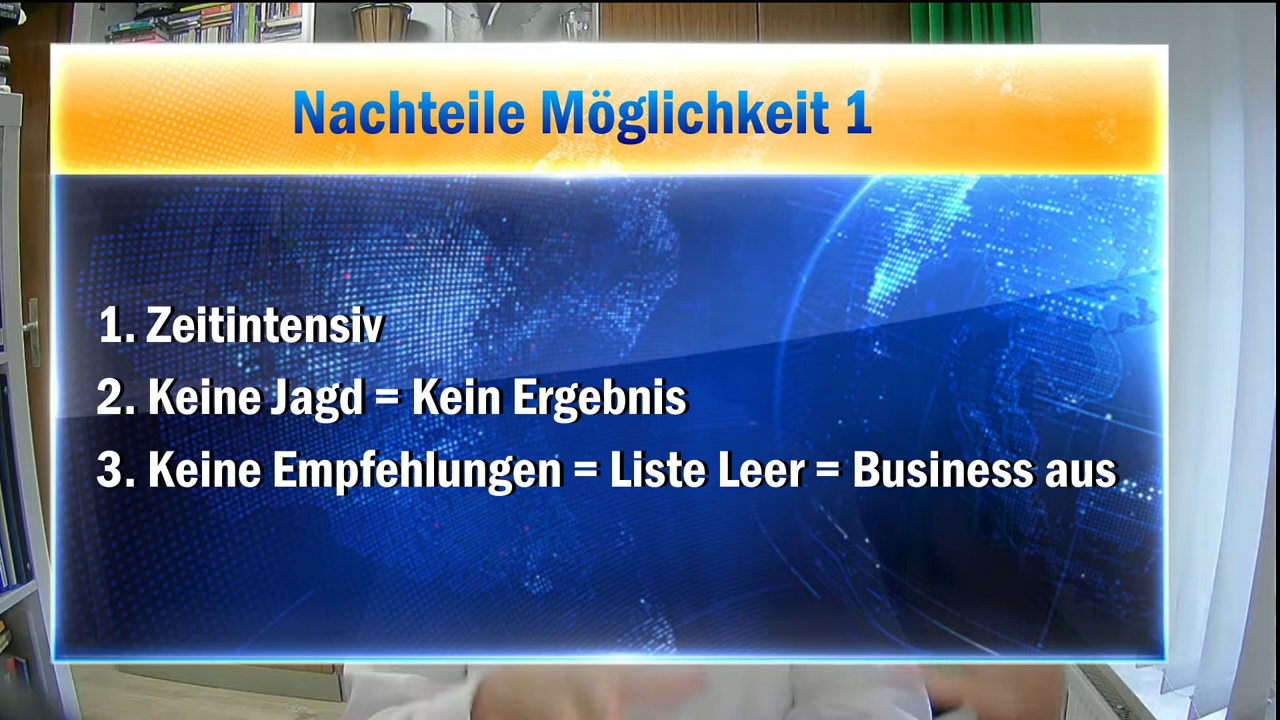 Nachteile Möglichkeit 1
1. Zeitintensiv
2. Keine Jagd = Kein Ergebnis
3. Keine Empfehlungen = Liste Leer = Business aus